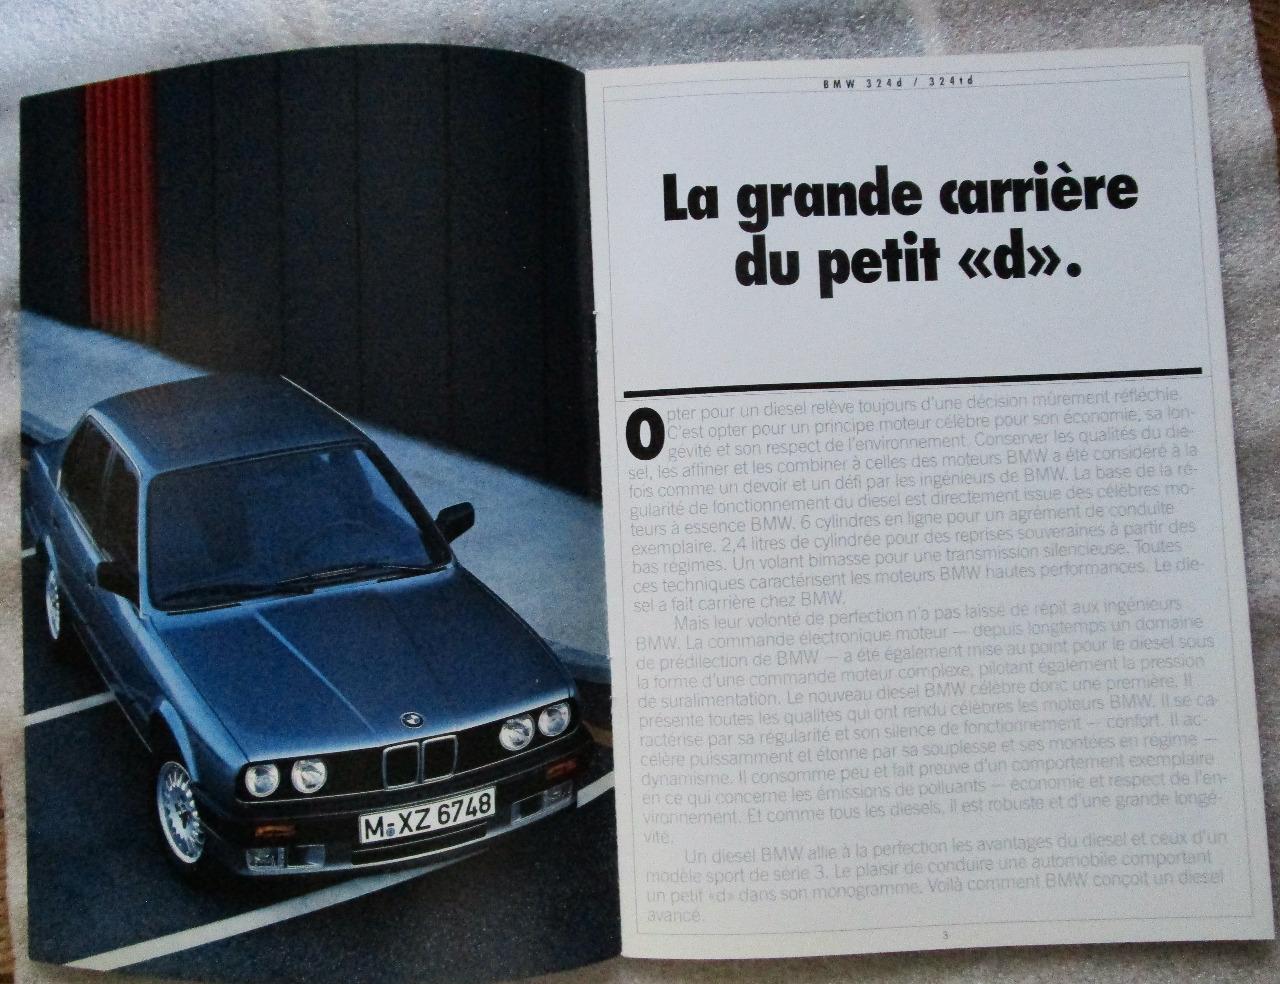 M-XZ 6748
BMW 324d / 324td
La grande carrière
du petit «d».
Opter pour un diesel relève toujours d'une décision mûrement réfléchie.
C'est opter pour un principe moteur célèbre pour son économie, sa lon-
gévité et son respect de l'environnement. Conserver les qualités du die-
sel, les affiner et les combiner à celles des moteurs BMW a été considéré à la
fois comme un devoir et un défi par les ingénieurs de BMW. La base de la ré-
gularité de fonctionnement du diesel est directement issue des célèbres mo-
teurs à essence BMW. 6 cylindres en ligne pour un agrément de conduite
exemplaire. 2,4 litres de cylindrée pour des reprises souveraines à partir des
bas régimes. Un volant bimasse pour une transmission silencieuse. Toutes
ces techniques caractérisent les moteurs BMW hautes performances. Le die-
sel a fait carrière chez BMW.
Mais leur volonté de perfection n'a pas laissé de répit aux ingénieurs
BMW. La commande électronique moteur — depuis longtemps un domaine
de prédilection de BMW — a été également mise au point pour le diesel sous
la forme d'une commande moteur complexe, pilotant également la pression
de suralimentation. Le nouveau diesel BMW célèbre donc une première. Il
présente toutes les qualités qui ont rendu célèbres les moteurs BMW. Il se ca-
ractérise par sa régularité et son silence de fonctionnement — confort. Il ac-
célère puissamment et étonne par sa souplesse et ses montées en régime —
dynamisme. Il consomme peu et fait preuve d'un comportement exemplaire
en ce qui concerne les émissions de polluants — économie et respect de l'en-
vironnement. Et comme tous les diesels, il est robuste et d'une grande longé-
vité.
Un diesel BMW allie à la perfection les avantages du diesel et ceux d'un
modèle sport de série 3. Le plaisir de conduire une automobile comportant
un petit «d» dans son monogramme. Voilà comment BMW conçoit un diesel
avancé.
3